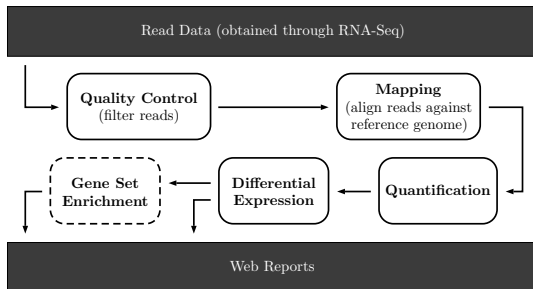 Read Data (obtained through RNA-Seq)
Quality Control
(filter reads)
Mapping
(align reads against
reference genome)
Gene Set
Enrichment
Differential
Expression
Quantification
Web Reports